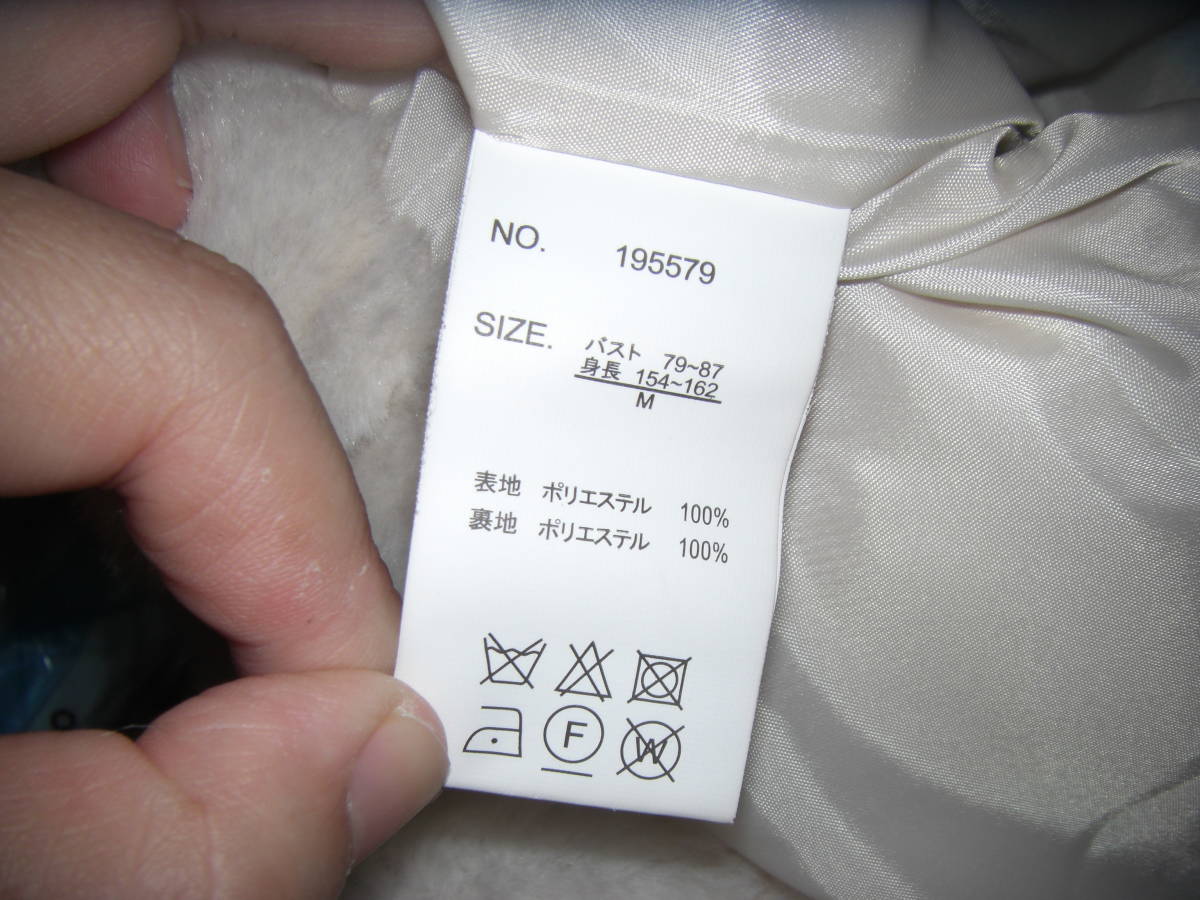 NO. 195579
SIZE. バスト 79~87
身長 154~162
M
表地 ポリエステル 100%
裏地 ポリエステル 100%
F W